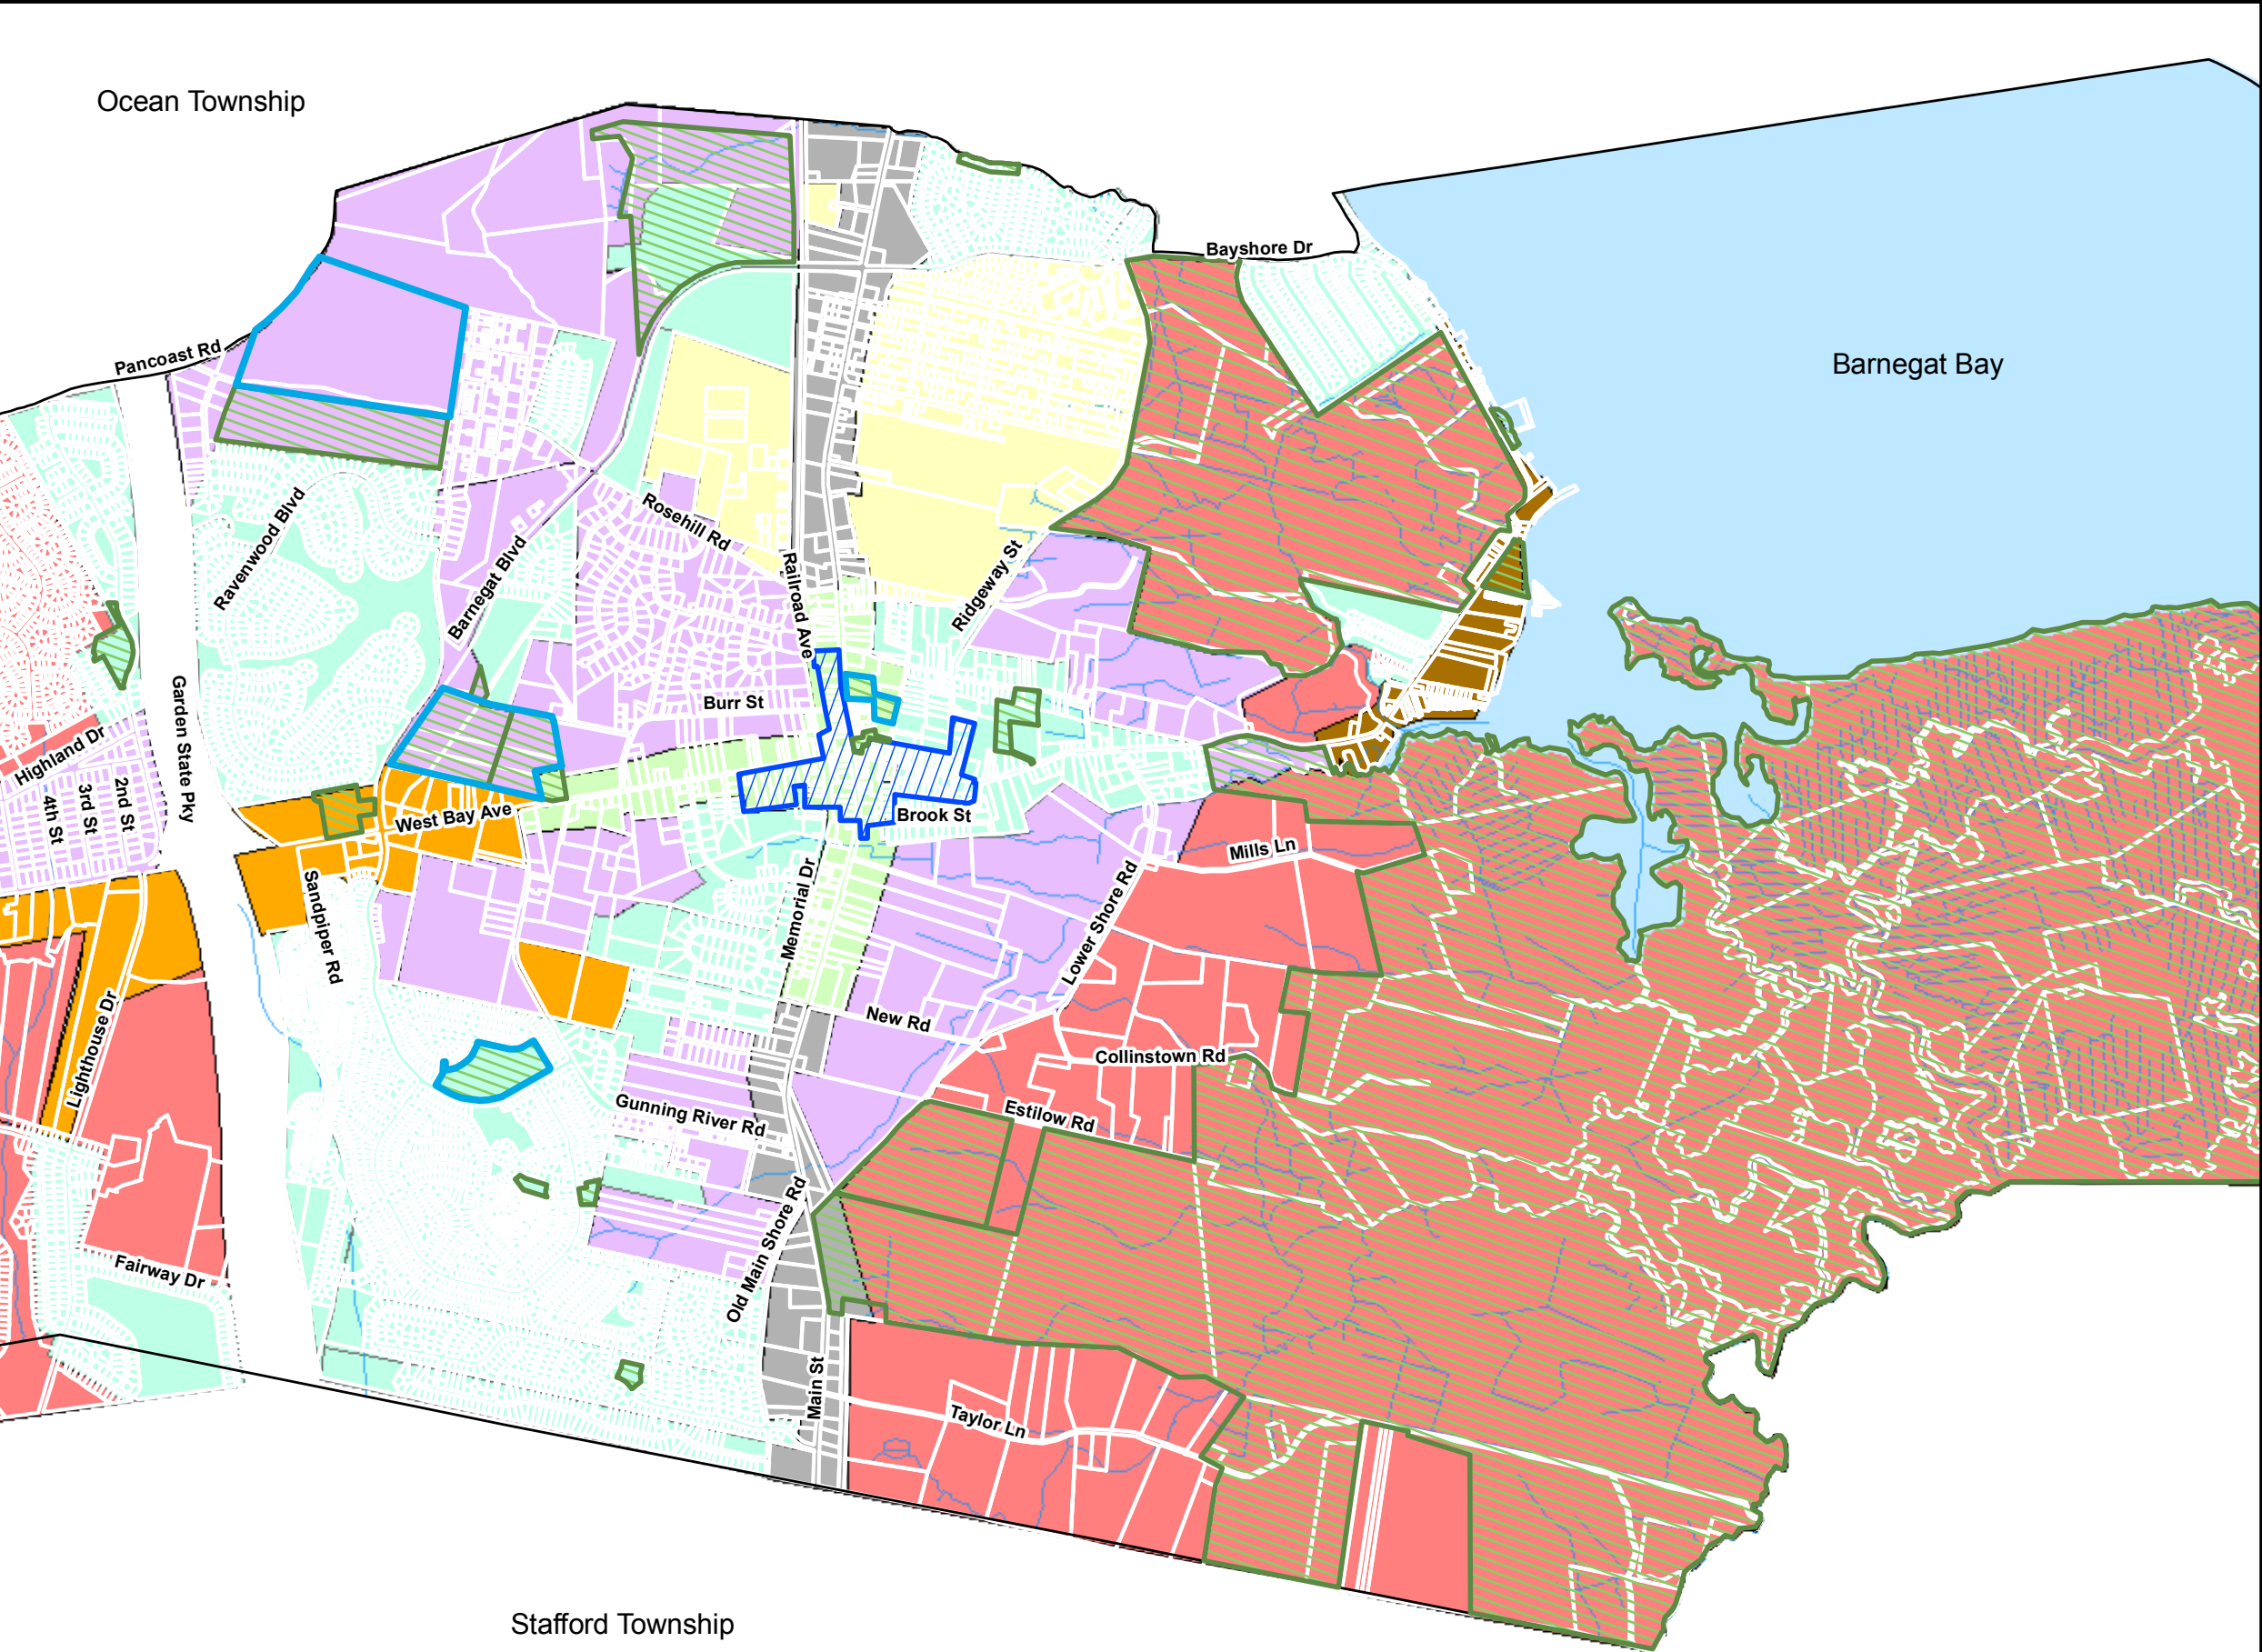 Ocean Township
Bayshore Dr
Pancoast Rd
Barnegat Bay
Ravenwood Blvd
Rosehill Rd
Barnegat Blvd
Railroad Ave
Ridgeway St
Garden State Pky
Burr St
Highland Dr
4th St
3rd St
2nd St
West Bay Ave
Brook St
Mills Ln
Sandpiper Rd
Memorial Dr
Lower Shore Rd
New Rd
Lighthouse Dr
Collinstown Rd
Gunning River Rd
Estilow Rd
Old Main Shore Rd
Fairway Dr
Main St
Taylor Ln
Stafford Township